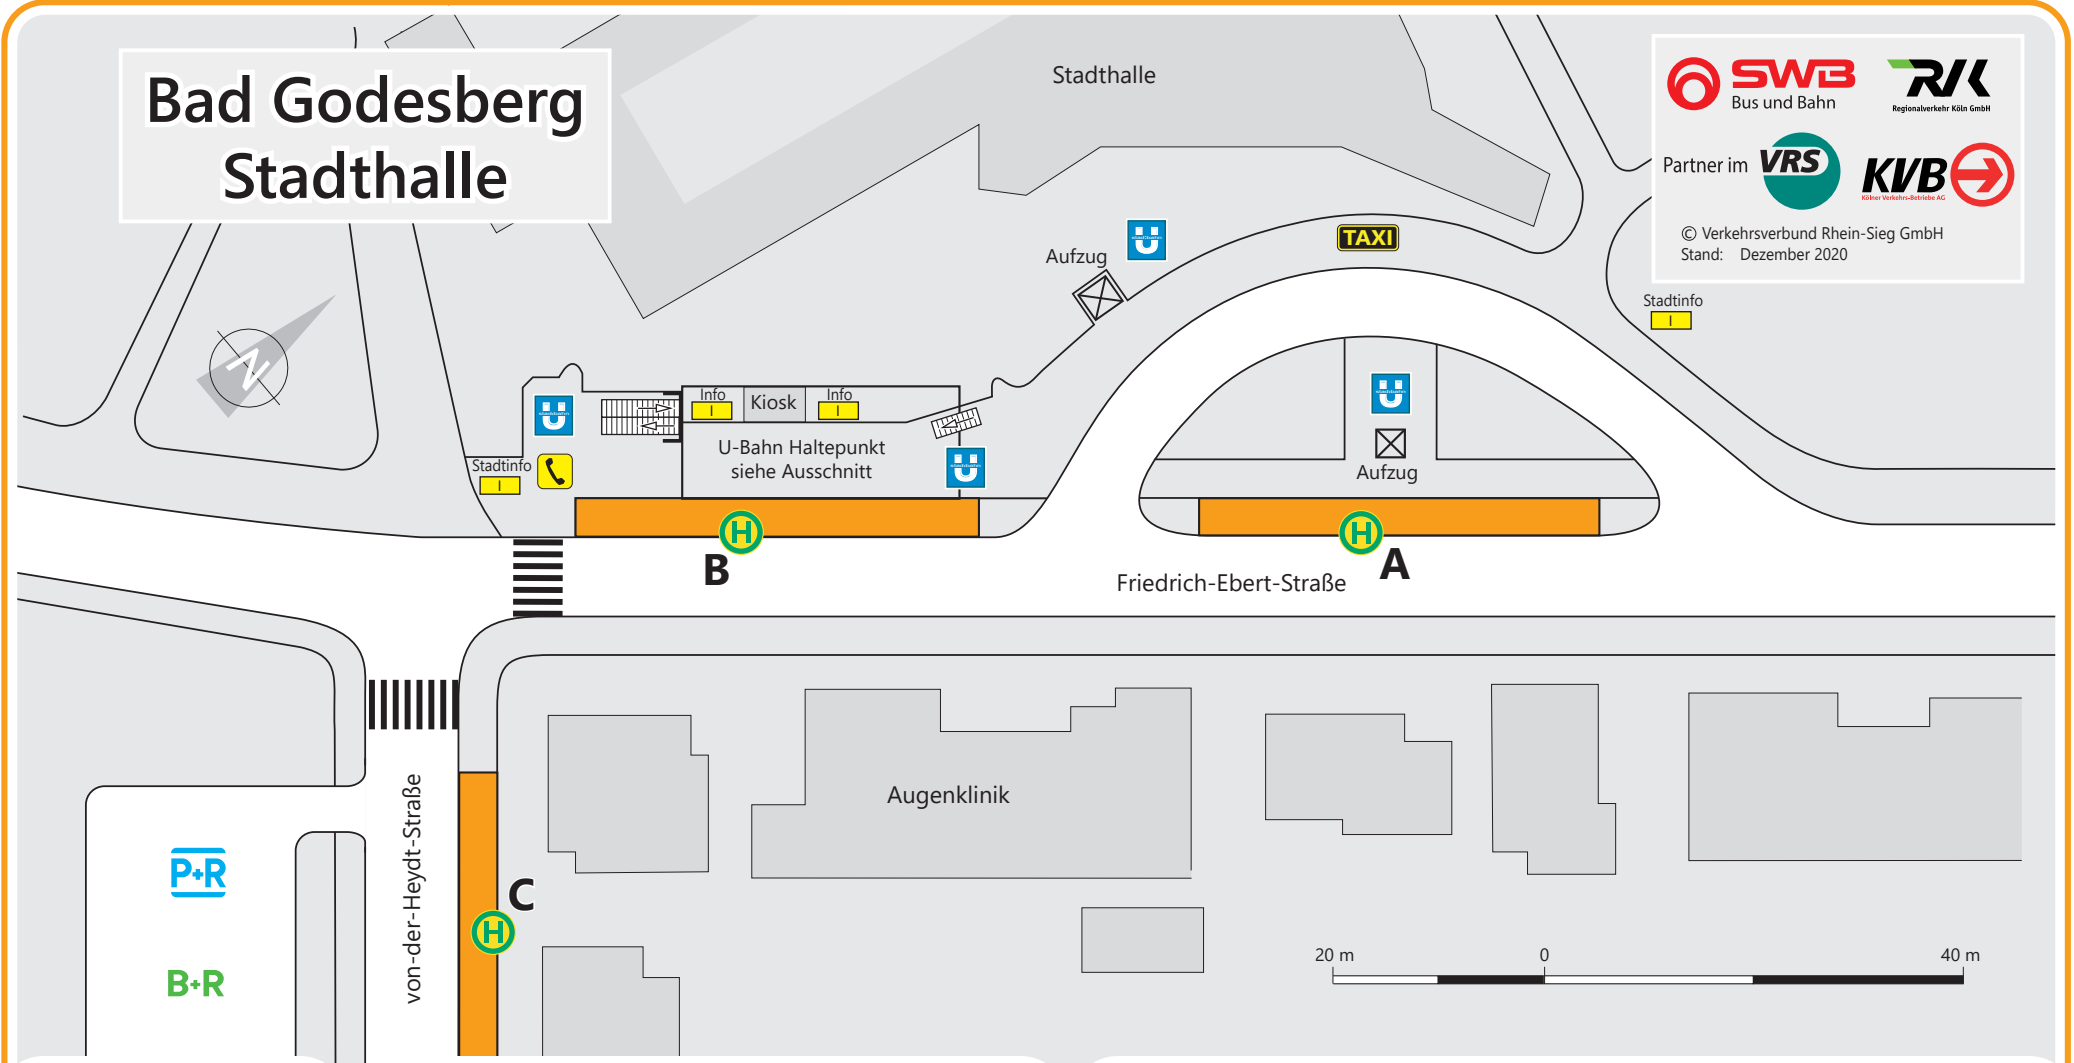 Bad Godesberg
Stadthalle
Stadthalle
SWB
Bus und Bahn
RVK
Regionalverkehr Köln GmbH
Partner im VRS
KVB
Kölner Verkehrs-Betriebe AG
© Verkehrsverbund Rhein-Sieg GmbH
Stand: Dezember 2020
TAXI
Aufzug
U
Stadtinfo
I
N
U
Info
I
Kiosk
Info
I
U-Bahn Haltepunkt
siehe Ausschnitt
U
Stadtinfo
I
U
Aufzug
H
B
H
A
Friedrich-Ebert-Straße
von-der-Heydt-Straße
Augenklinik
P+R
B+R
C
H
20 m 0 40 m